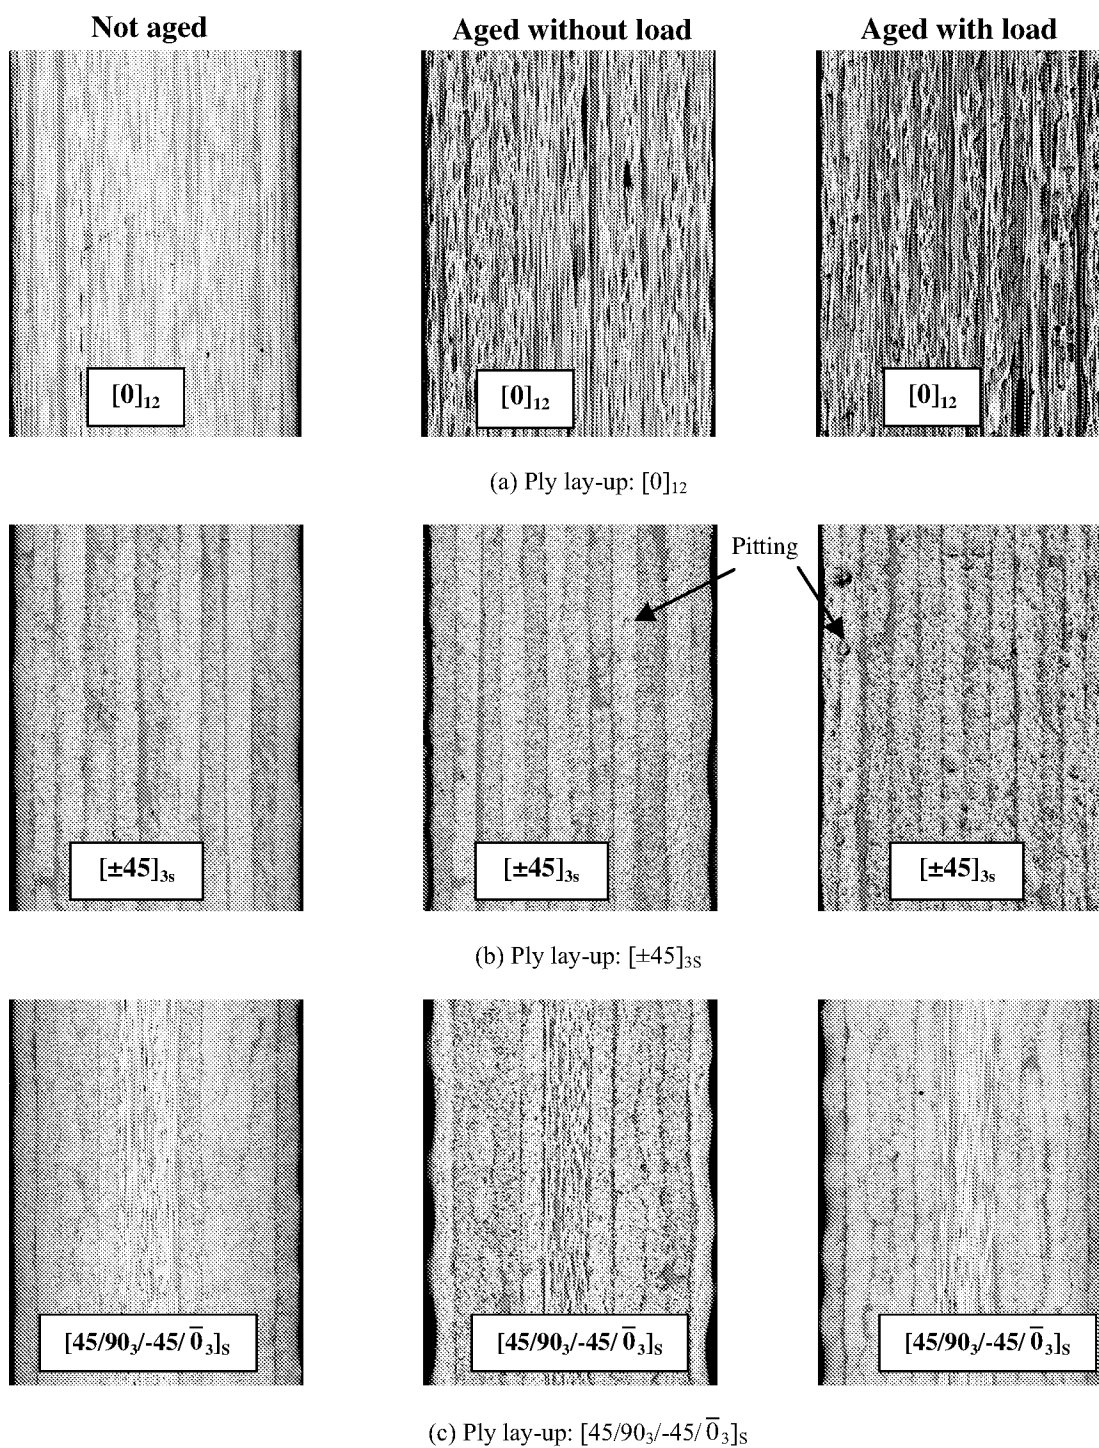 Not aged Aged without load Aged with load
[0]₁₂ [0]₁₂ [0]₁₂
(a) Ply lay-up: [0]₁₂
Pitting
[±45]₃ₛ [±45]₃ₛ [±45]₃ₛ
(b) Ply lay-up: [±45]₃S
[45/90₃/-45/0̅₃]S [45/90₃/-45/0̅₃]S [45/90₃/-45/0̅₃]S
(c) Ply lay-up: [45/90₃/-45/0̅₃]S